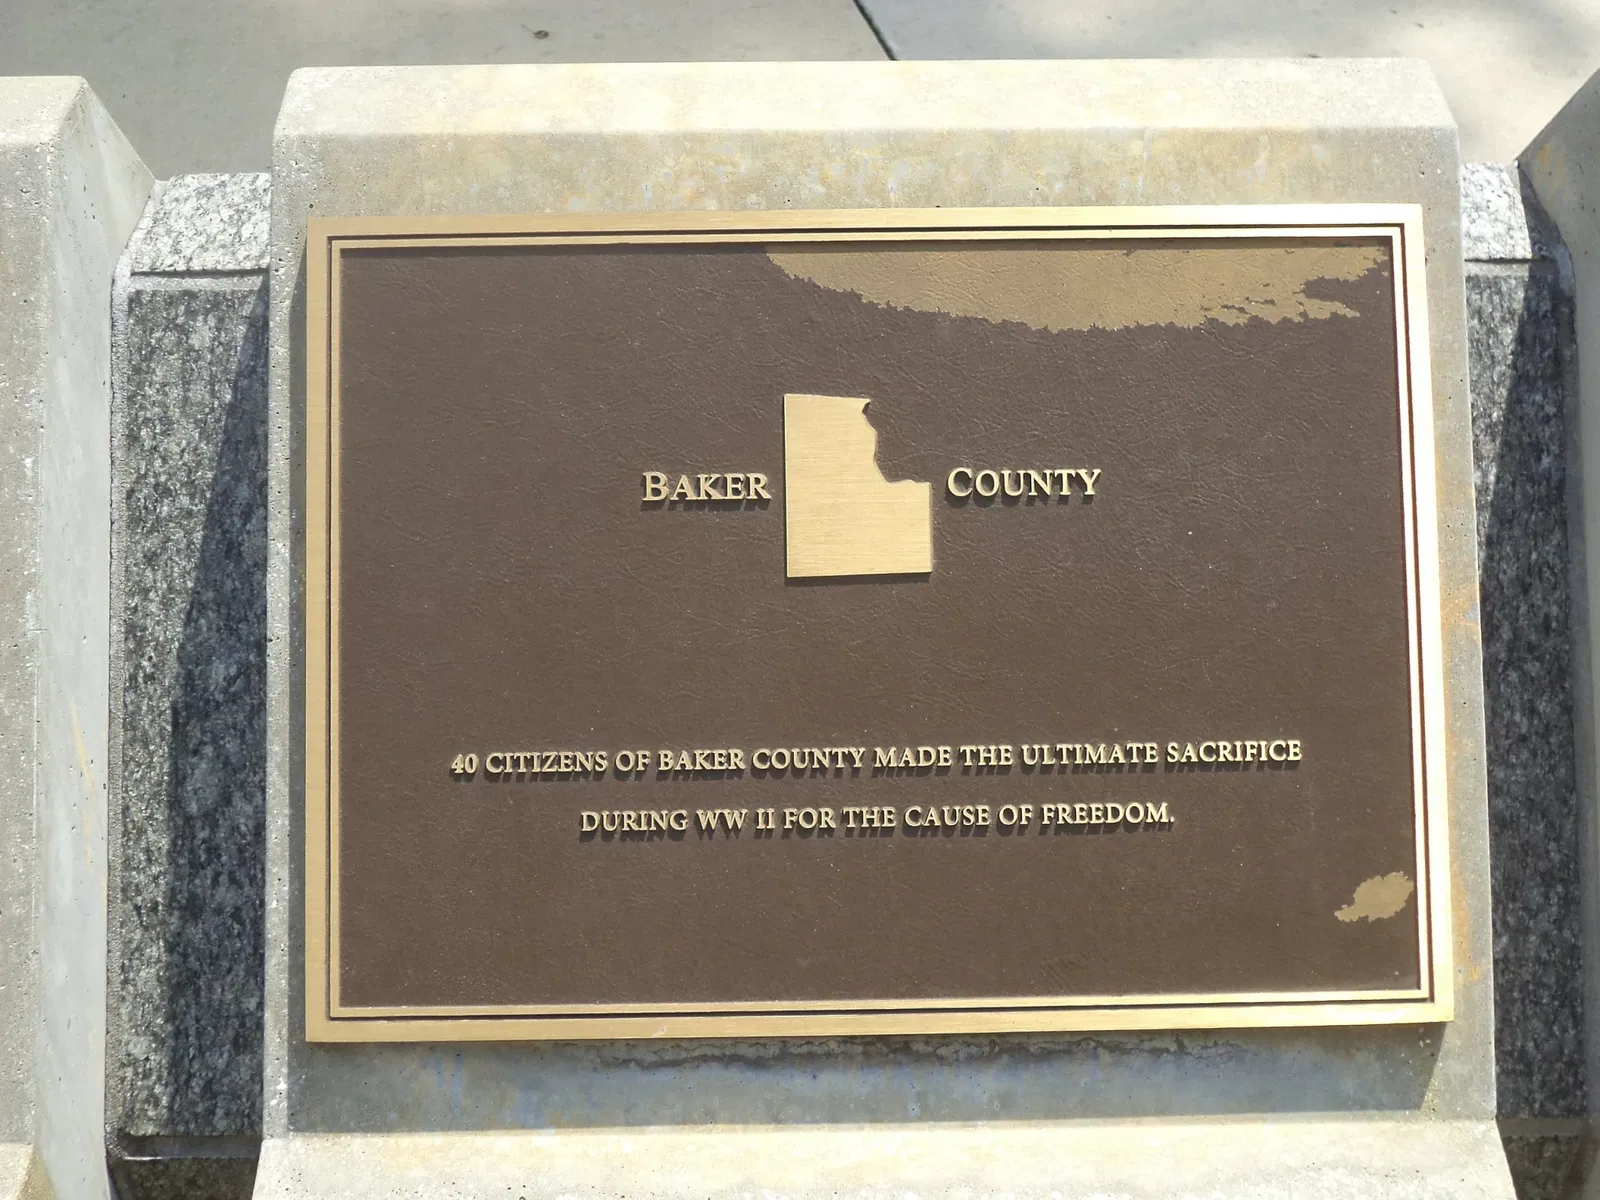 BAKER COUNTY
40 CITIZENS OF BAKER COUNTY MADE THE ULTIMATE SACRIFICE
DURING WW II FOR THE CAUSE OF FREEDOM.